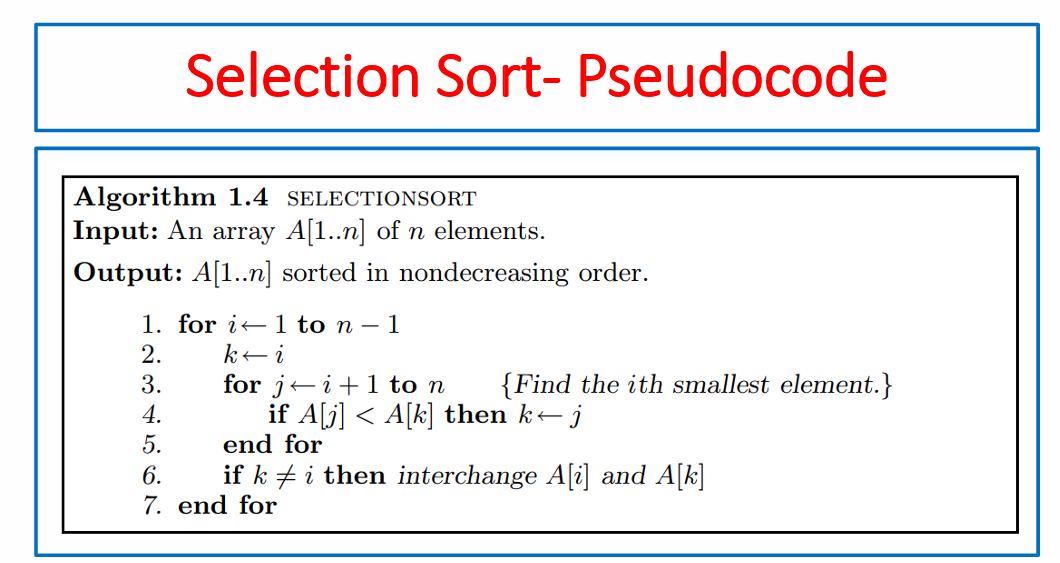 Selection Sort- Pseudocode
Algorithm 1.4 SELECTIONSORT
Input: An array A[1..n] of n elements.
Output: A[1..n] sorted in nondecreasing order.
1. for i ← 1 to n − 1
2. k ← i
3. for j ← i + 1 to n {Find the ith smallest element.}
4. if A[j] < A[k] then k ← j
5. end for
6. if k ≠ i then interchange A[i] and A[k]
7. end for